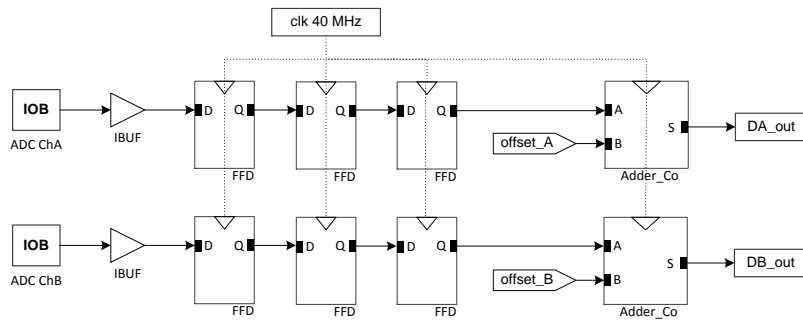 clk 40 MHz
IOB
ADC ChA
IBUF
D
Q
FFD
D
Q
FFD
D
Q
FFD
offset_A
A
B
S
Adder_Co
DA_out
IOB
ADC ChB
IBUF
D
Q
FFD
D
Q
FFD
D
Q
FFD
offset_B
A
B
S
Adder_Co
DB_out